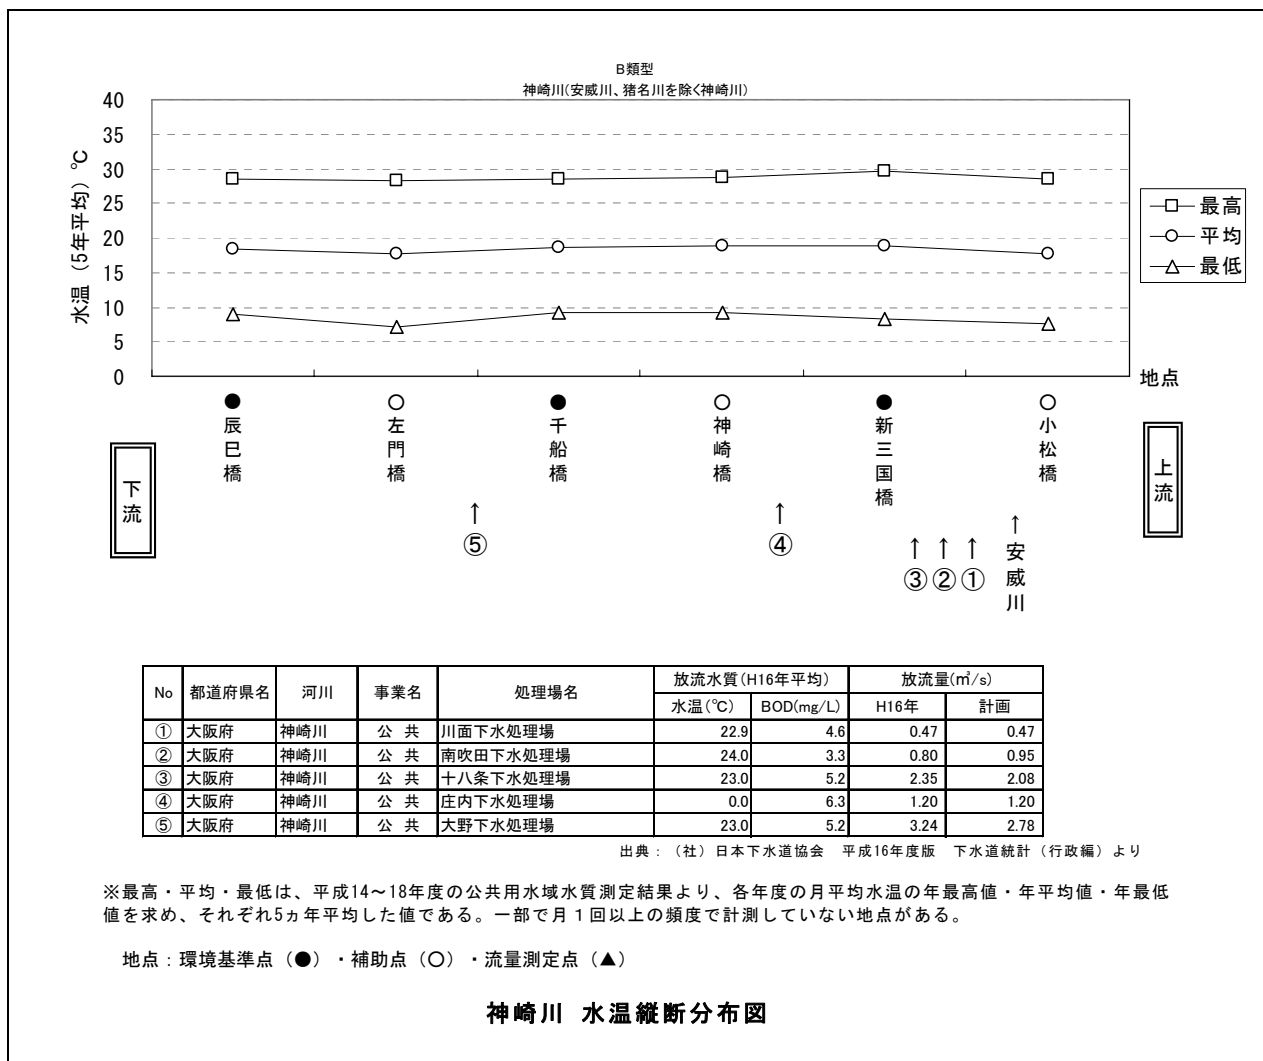 B類型
神崎川(安威川、猪名川を除く神崎川)
水温（5年平均）℃
40
35
30
25
20
15
10
5
0
最高
平均
最低
地点
● ○ ● ○ ● ○
辰巳橋
左門橋
千船橋
神崎橋
新三国橋
小松橋
下流
上流
↑ ↑ ↑ ↑ ↑ ↑
⑤ ④ ③ ② ① 安威川
No 都道府県名 河川 事業名 処理場名 放流水質(H16年平均) 放流量(㎥/s)
水温(℃) BOD(mg/L) H16年 計画
① 大阪府 神崎川 公 共 川面下水処理場 22.9 4.6 0.47 0.47
② 大阪府 神崎川 公 共 南吹田下水処理場 24.0 3.3 0.80 0.95
③ 大阪府 神崎川 公 共 十八条下水処理場 23.0 5.2 2.35 2.08
④ 大阪府 神崎川 公 共 庄内下水処理場 0.0 6.3 1.20 1.20
⑤ 大阪府 神崎川 公 共 大野下水処理場 23.0 5.2 3.24 2.78
出典：（社）日本下水道協会 平成16年度版 下水道統計（行政編）より
※最高・平均・最低は、平成14～18年度の公共用水域水質測定結果より、各年度の月平均水温の年最高値・年平均値・年最低
値を求め、それぞれ5ヵ年平均した値である。一部で月１回以上の頻度で計測していない地点がある。
地点：環境基準点（●）・補助点（○）・流量測定点（▲）
神崎川 水温縦断分布図